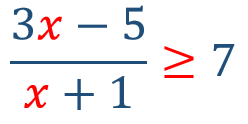 3x − 5
x + 1
≥ 7